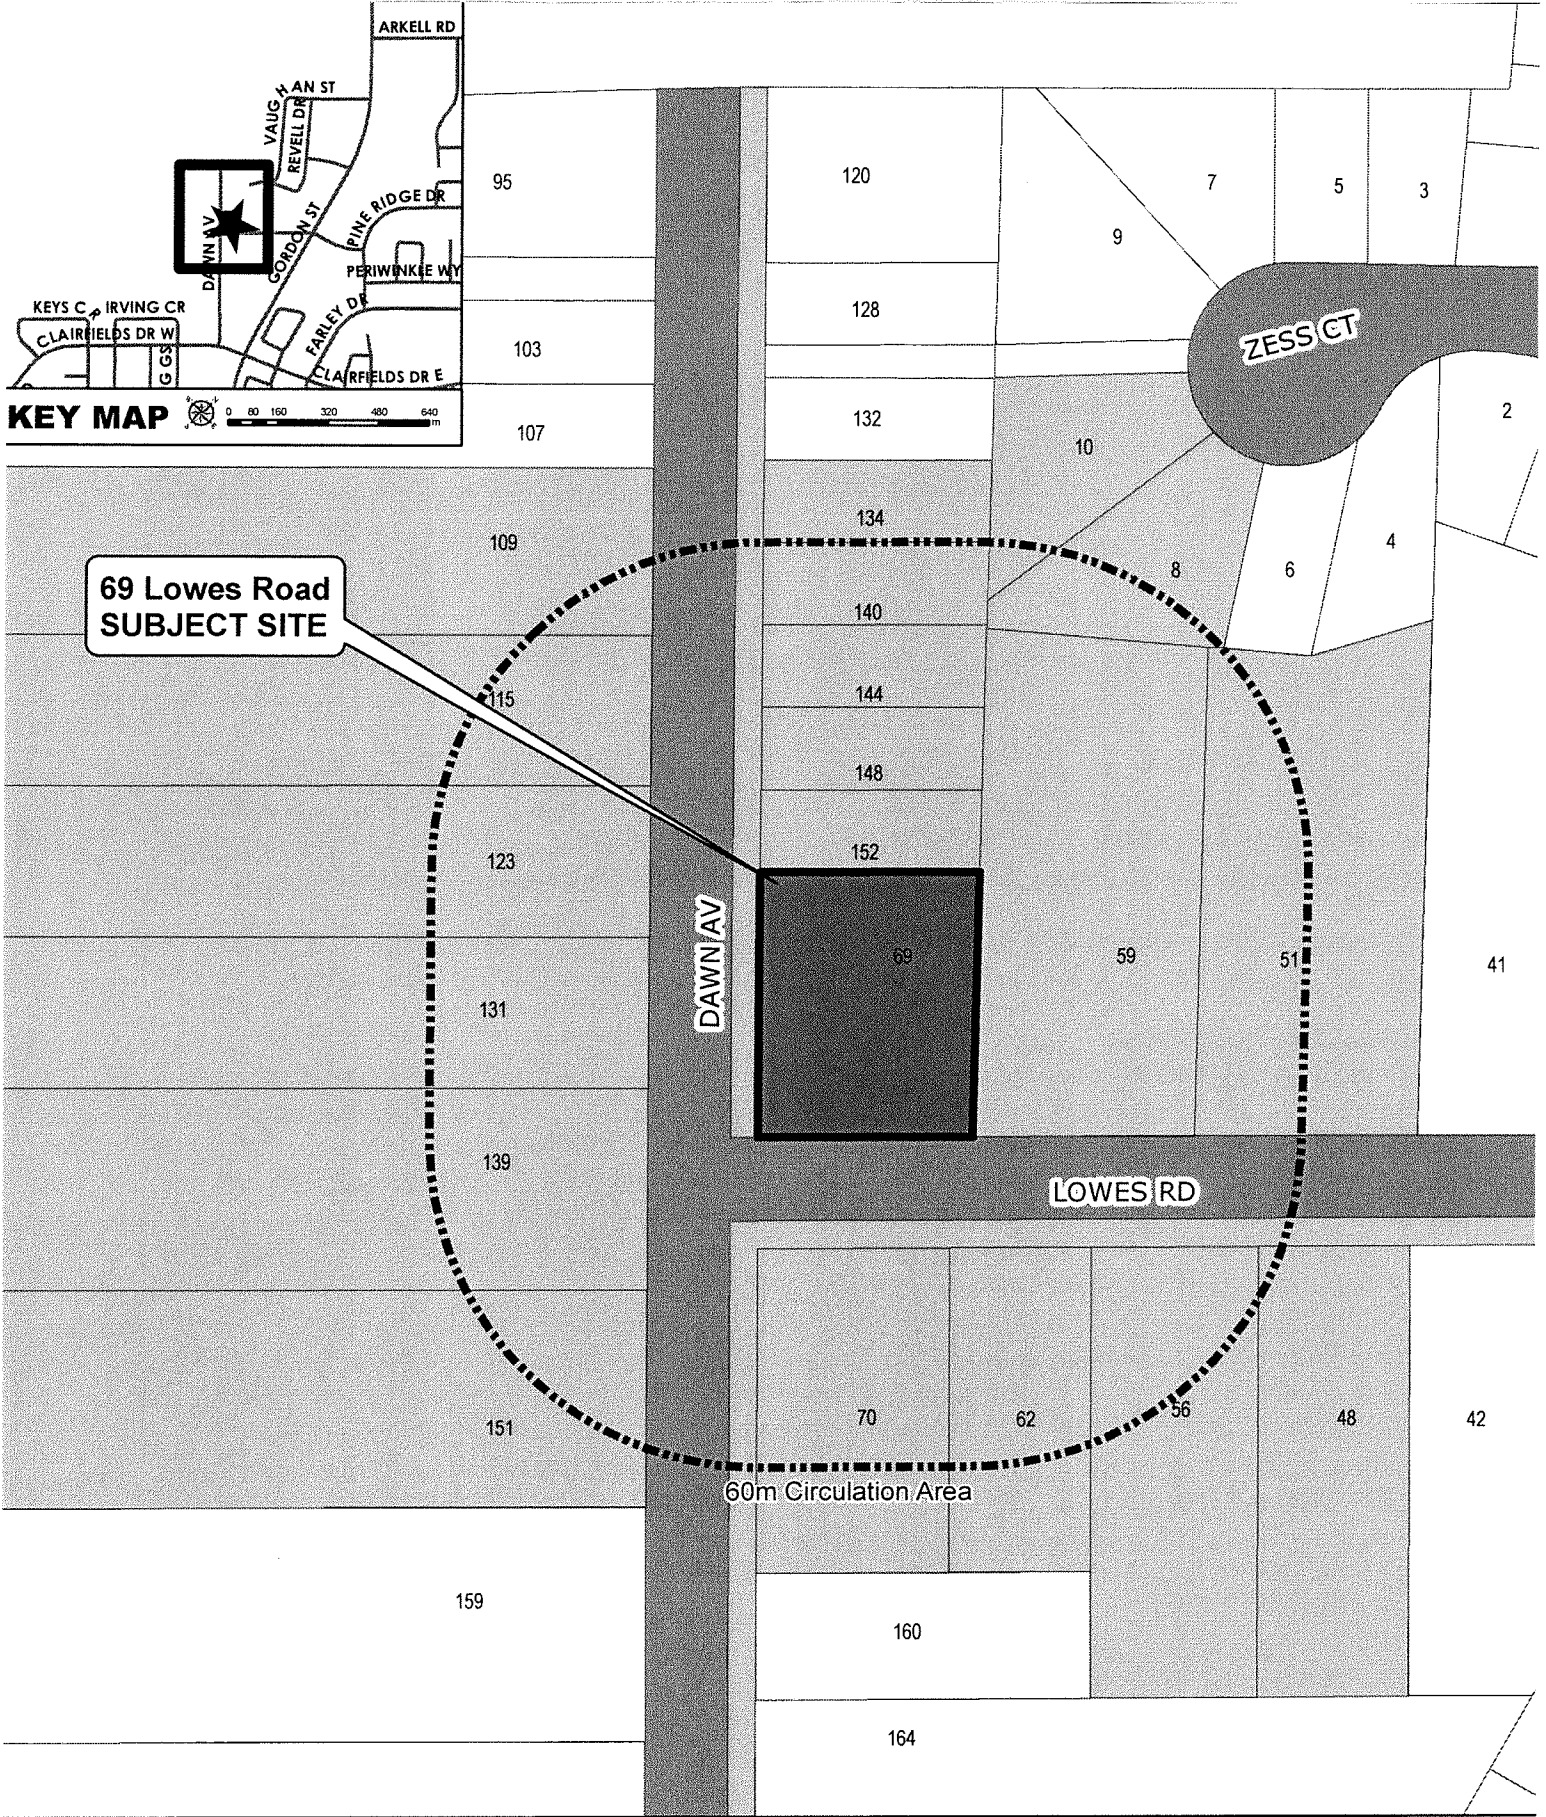 ARKELL RD
VAUGHAN ST
REVELL DR
PINE RIDGE DR
GORDON ST
DAWN AV
PERIWINKLE WY
KEYS CR
IRVING CR
CLAIRFIELDS DR W
FARLEY DR
CLAIRFIELDS DR E
KEY MAP
0 80 160 320 480 640
m
95
103
107
109
115
123
131
139
151
159
120
128
132
134
140
144
148
152
9
7
5
3
10
8
6
4
2
ZESS CT
69 Lowes Road
SUBJECT SITE
DAWN AV
69
59
51
41
LOWES RD
70
62
56
48
42
60m Circulation Area
160
164